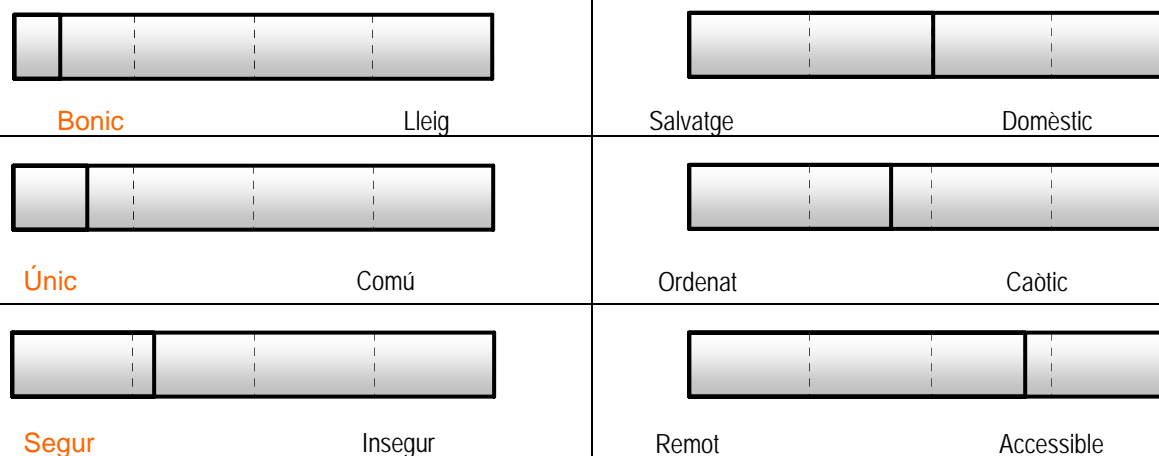 Bonic Lleig Salvatge Domèstic
Únic Comú Ordenat Caòtic
Segur Insegur Remot Accessible